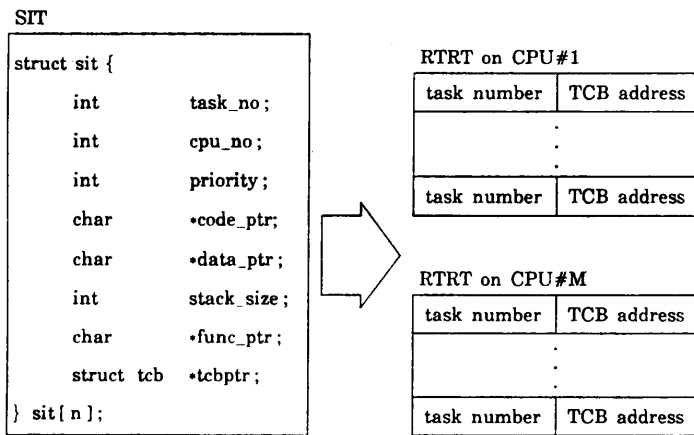 SIT
struct sit {
int task_no ;
int cpu_no ;
int priority ;
char *code_ptr;
char *data_ptr ;
int stack_size ;
char *func_ptr ;
struct tcb *tcbptr ;
} sit[ n ];
RTRT on CPU#1
task number TCB address
task number TCB address
RTRT on CPU#M
task number TCB address
task number TCB address